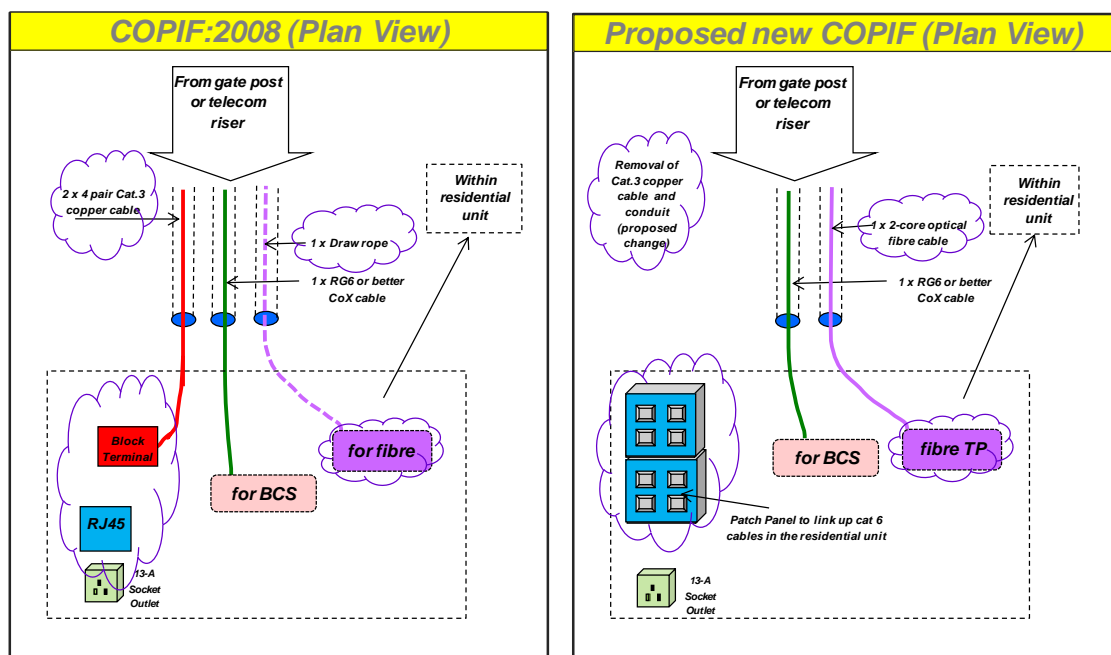 COPIF:2008 (Plan View)
From gate post
or telecom
riser
2 x 4 pair Cat.3
copper cable
Within
residential
unit
1 x Draw rope
1 x RG6 or better
CoX cable
Block
Terminal
for fibre
for BCS
RJ45
13-A
Socket
Outlet
Proposed new COPIF (Plan View)
From gate post
or telecom
riser
Removal of
Cat.3 copper
cable and
conduit
(proposed
change)
Within
residential
unit
1 x 2-core optical
fibre cable
1 x RG6 or better
CoX cable
for BCS
fibre TP
Patch Panel to link up cat 6
cables in the residential unit
13-A
Socket
Outlet